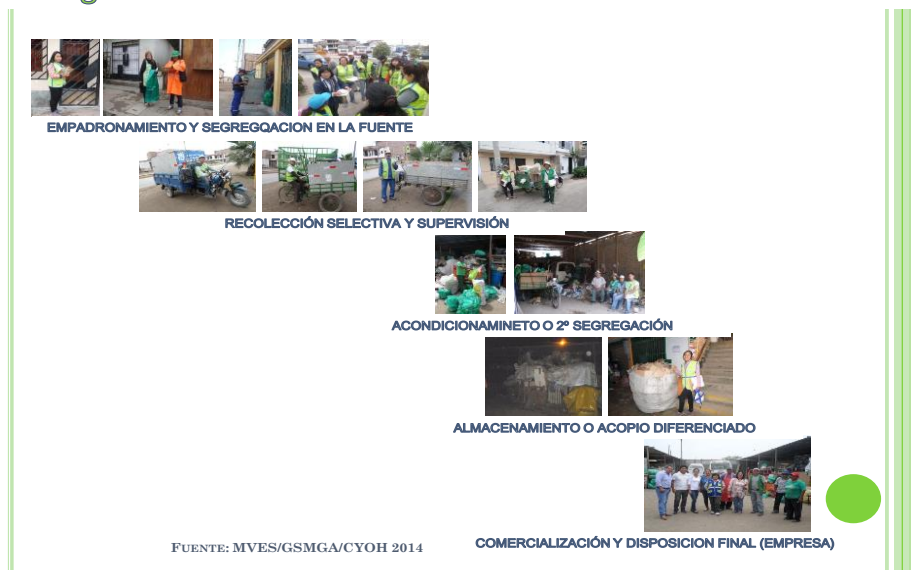 EMPADRONAMIENTO Y SEGREGQACION EN LA FUENTE
RECOLECCIÓN SELECTIVA Y SUPERVISIÓN
ACONDICIONAMINETO O 2º SEGREGACIÓN
ALMACENAMIENTO O ACOPIO DIFERENCIADO
COMERCIALIZACIÓN Y DISPOSICION FINAL (EMPRESA)
FUENTE: MVES/GSMGA/CYOH 2014